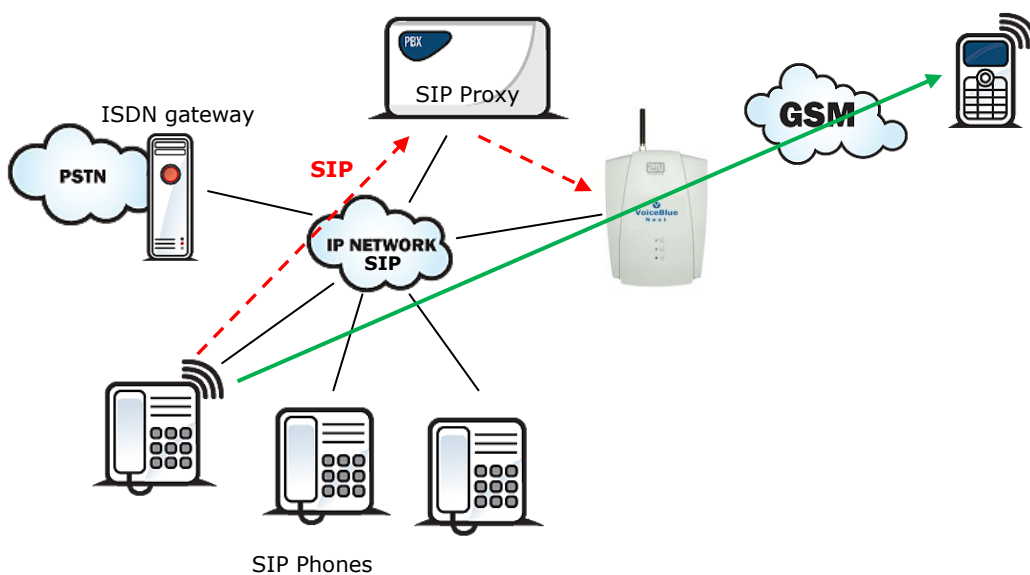 PBX
SIP Proxy
ISDN gateway
GSM
PSTN
SIP
2N
VoiceBlue
Next
IP NETWORK
SIP
SIP Phones